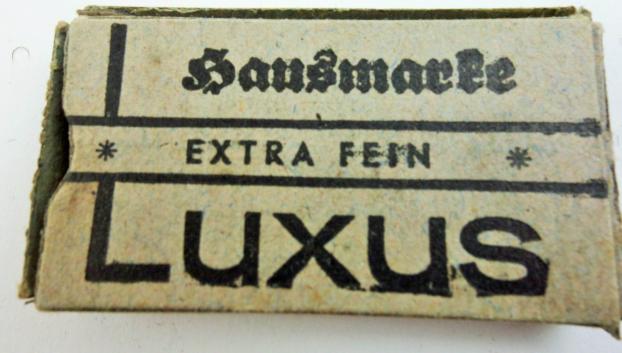 Hausmarke
* EXTRA FEIN *
Luxus